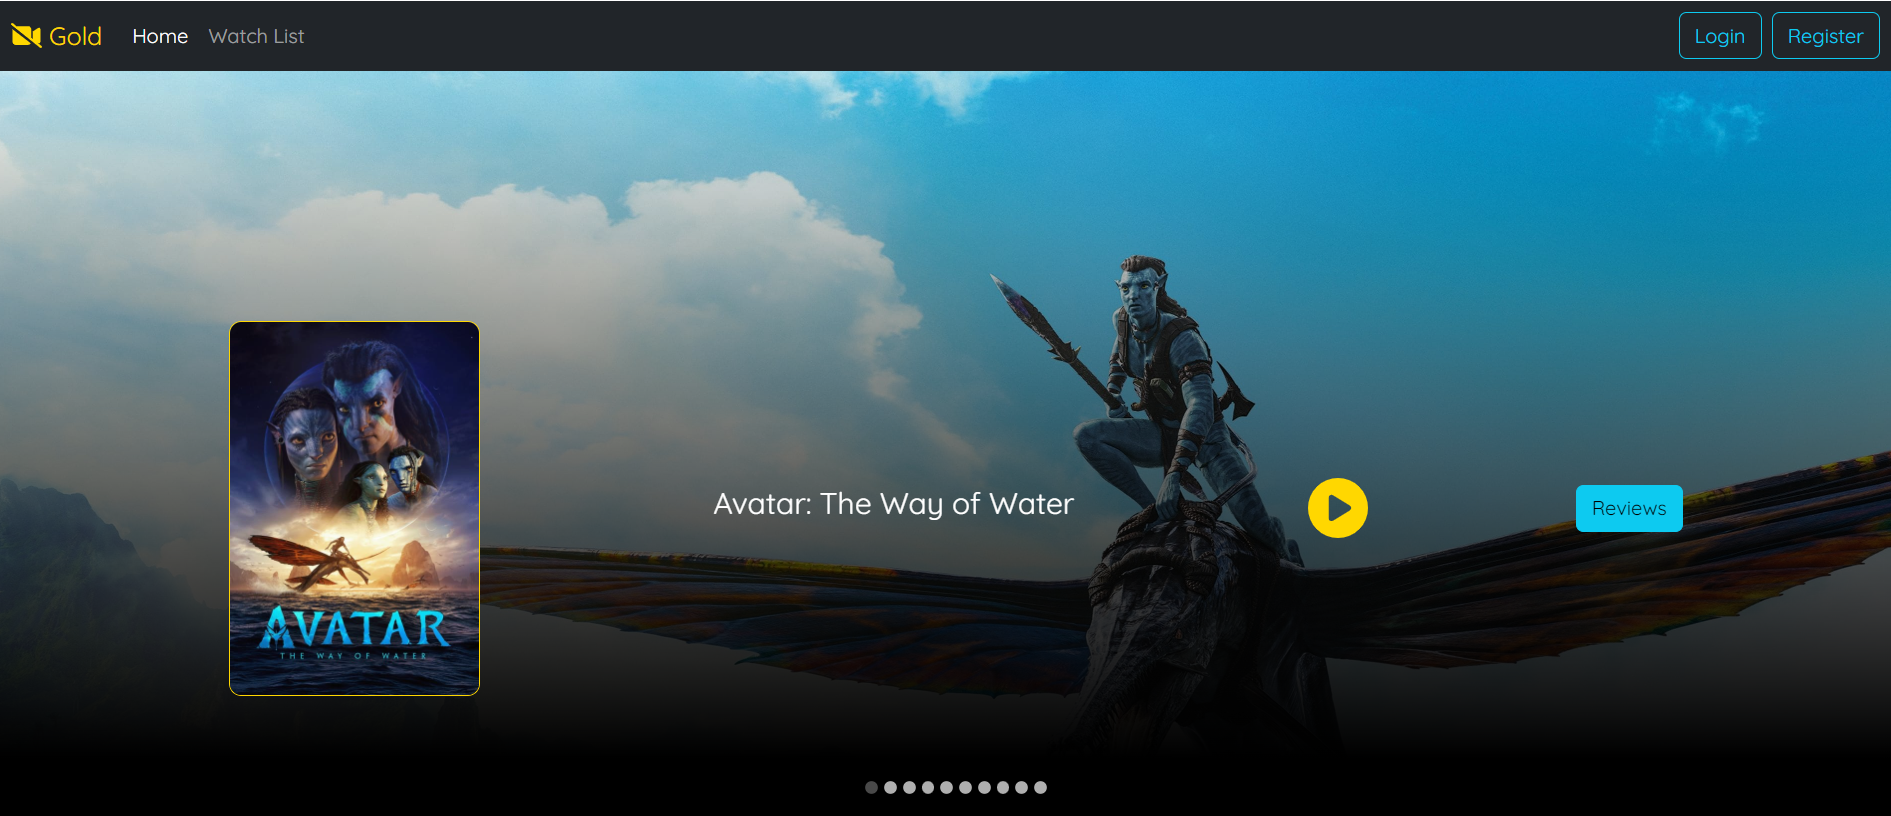 Gold
Home
Watch List
Login
Register
AVATAR
THE WAY OF WATER
Avatar: The Way of Water
Reviews